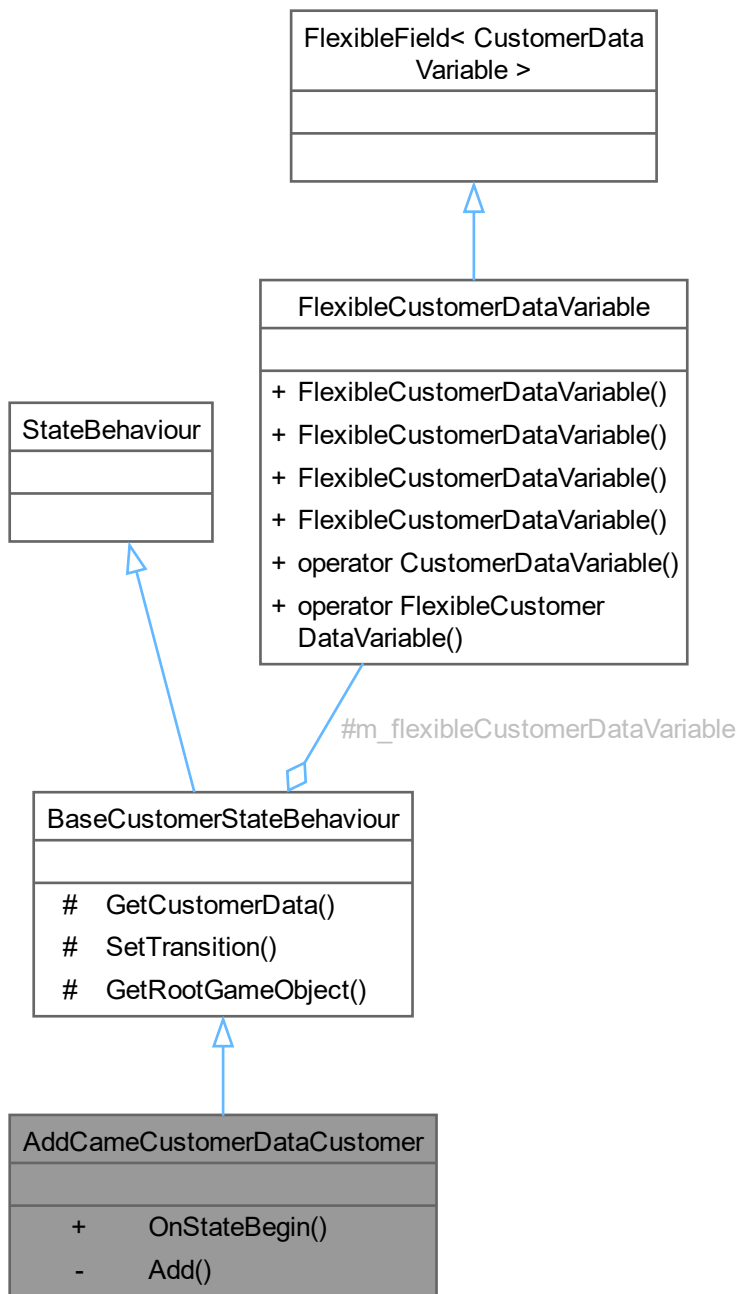 FlexibleField< CustomerData
Variable >
FlexibleCustomerDataVariable
+ FlexibleCustomerDataVariable()
+ FlexibleCustomerDataVariable()
+ FlexibleCustomerDataVariable()
+ FlexibleCustomerDataVariable()
+ operator CustomerDataVariable()
+ operator FlexibleCustomer
DataVariable()
StateBehaviour
#m_flexibleCustomerDataVariable
BaseCustomerStateBehaviour
# GetCustomerData()
# SetTransition()
# GetRootGameObject()
AddCameCustomerDataCustomer
+ OnStateBegin()
- Add()